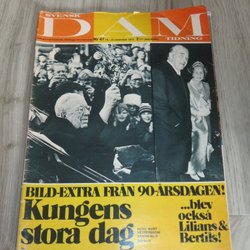 SVENSK
DAM
TIDNING
BILD-EXTRA FRÅN 90-ÅRSDAGEN!
Kungens
stora dag
...blev
också
Lilians &
Bertils!